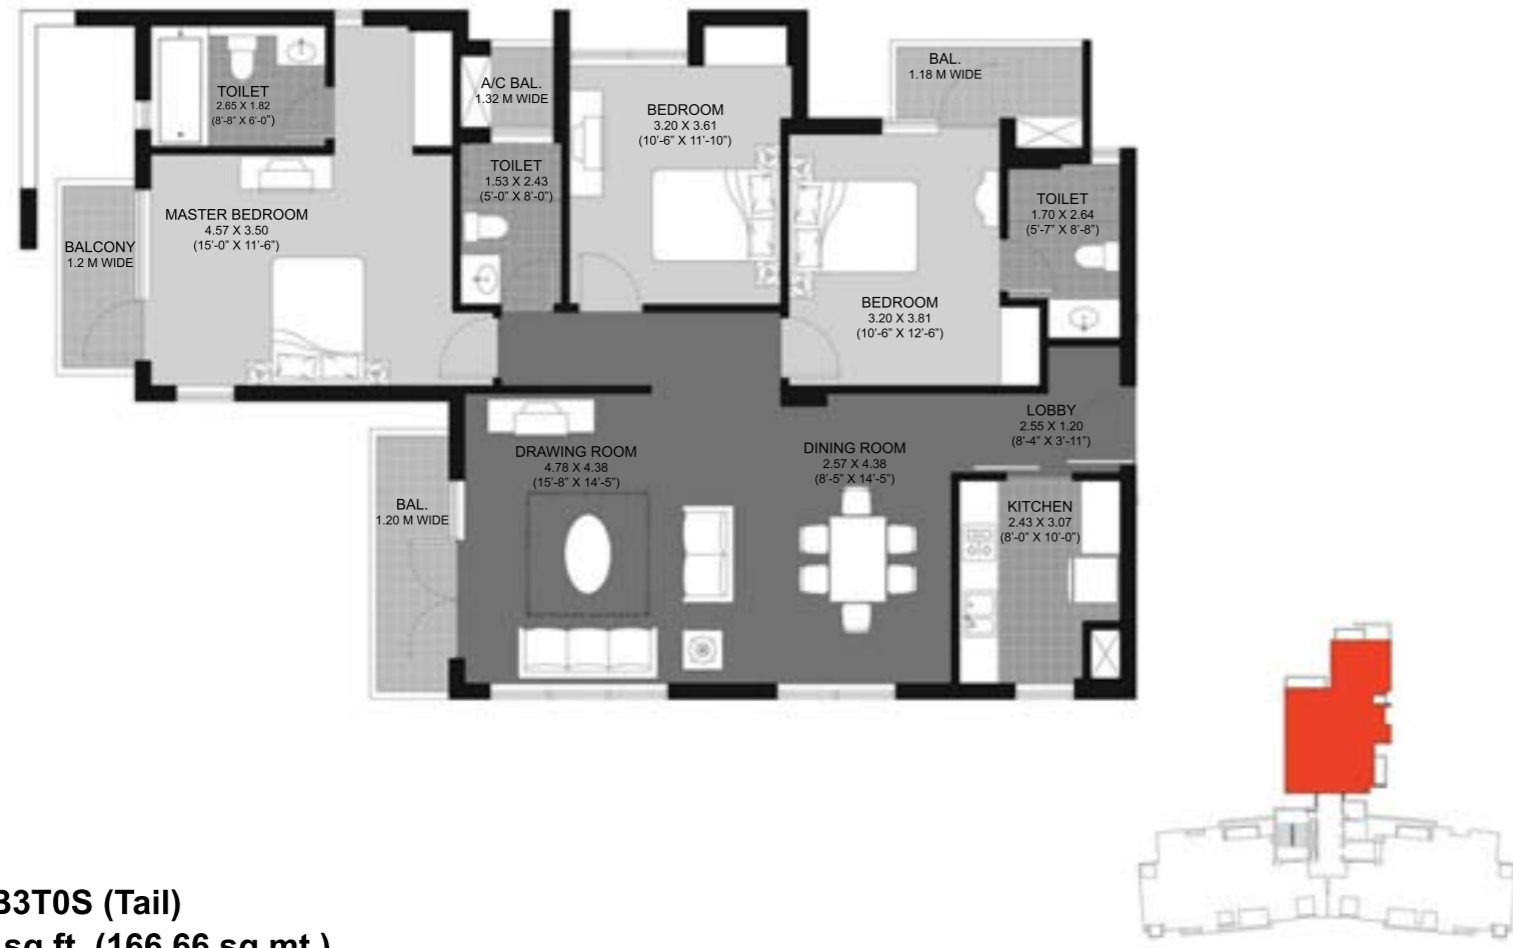 TOILET
2.65 X 1.82
(8'-8" X 6'-0")
A/C BAL.
1.32 M WIDE
BEDROOM
3.20 X 3.61
(10'-6" X 11'-10")
BAL.
1.18 M WIDE
TOILET
1.53 X 2.43
(5'-0" X 8'-0")
MASTER BEDROOM
4.57 X 3.50
(15'-0" X 11'-6")
BALCONY
1.2 M WIDE
TOILET
1.70 X 2.64
(5'-7" X 8'-8")
BEDROOM
3.20 X 3.81
(10'-6" X 12'-6")
LOBBY
2.55 X 1.20
(8'-4" X 3'-11")
DRAWING ROOM
4.78 X 4.38
(15'-8" X 14'-5")
DINING ROOM
2.57 X 4.38
(8'-5" X 14'-5")
BAL.
1.20 M WIDE
KITCHEN
2.43 X 3.07
(8'-0" X 10'-0")
B3T0S (Tail)
sq ft. (166.66 sq mt.)